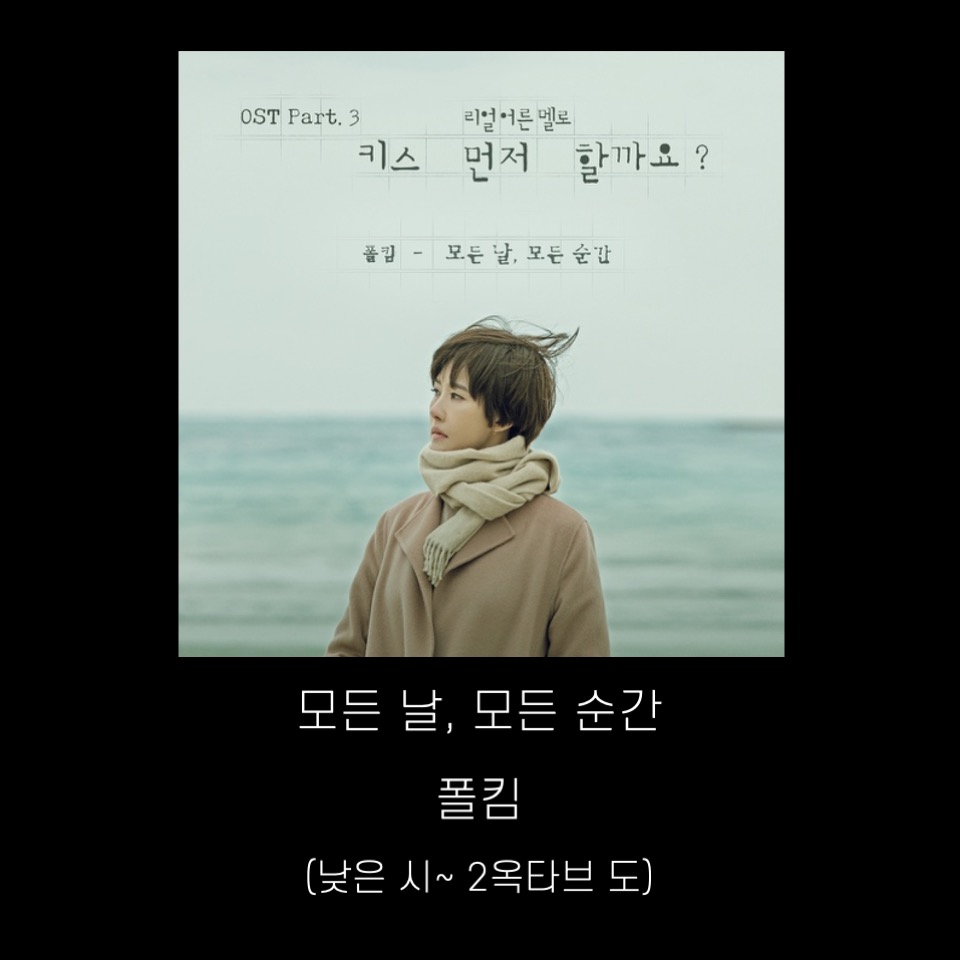 OST Part. 3
리얼어른멜로
키스 먼저 할까요?
폴킴 - 모든 날, 모든 순간
모든 날, 모든 순간
폴킴
(낮은 시~ 2옥타브 도)